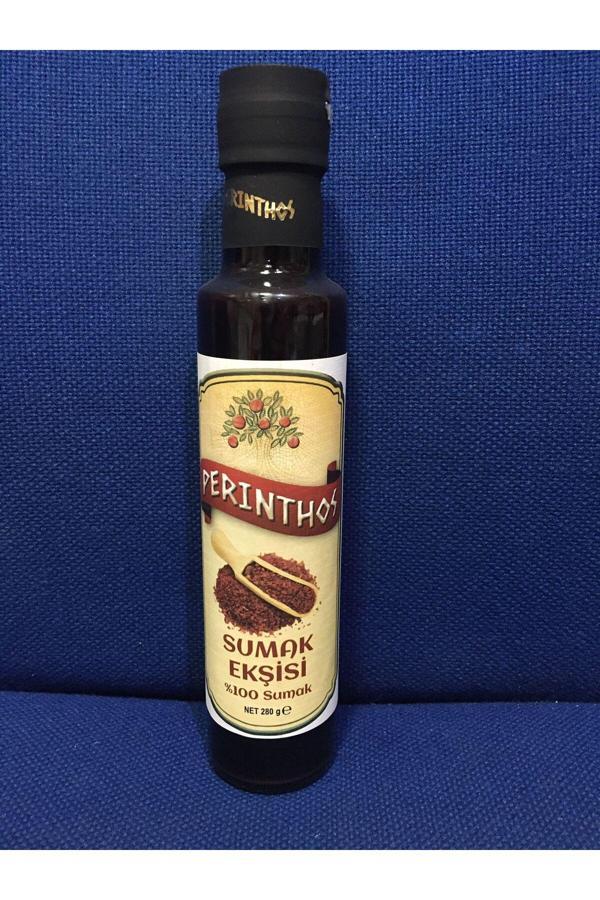 PERINTHOS
PERINTHOS
SUMAK
EKŞİSİ
%100 Sumak
NET 280 g ℮